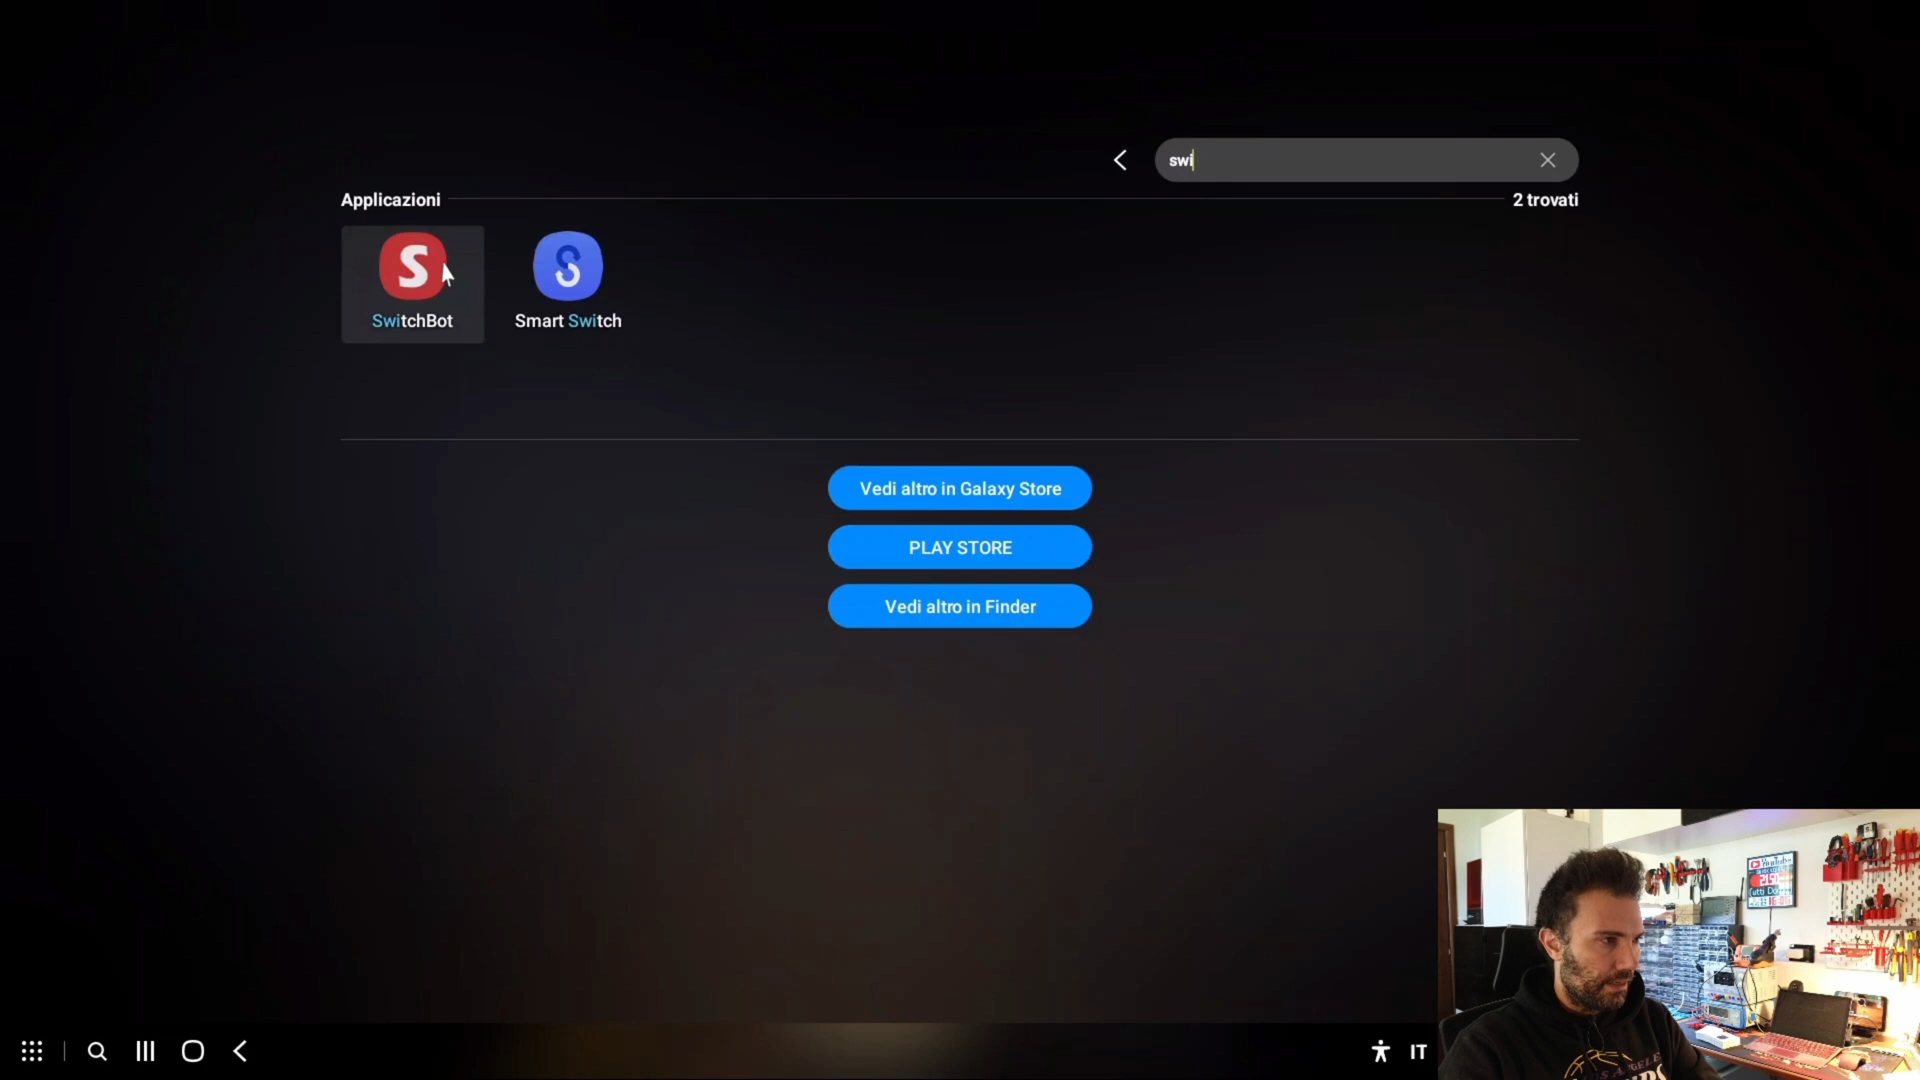 swi
Applicazioni
2 trovati
SwitchBot
Smart Switch
Vedi altro in Galaxy Store
PLAY STORE
Vedi altro in Finder
IT
YouTube